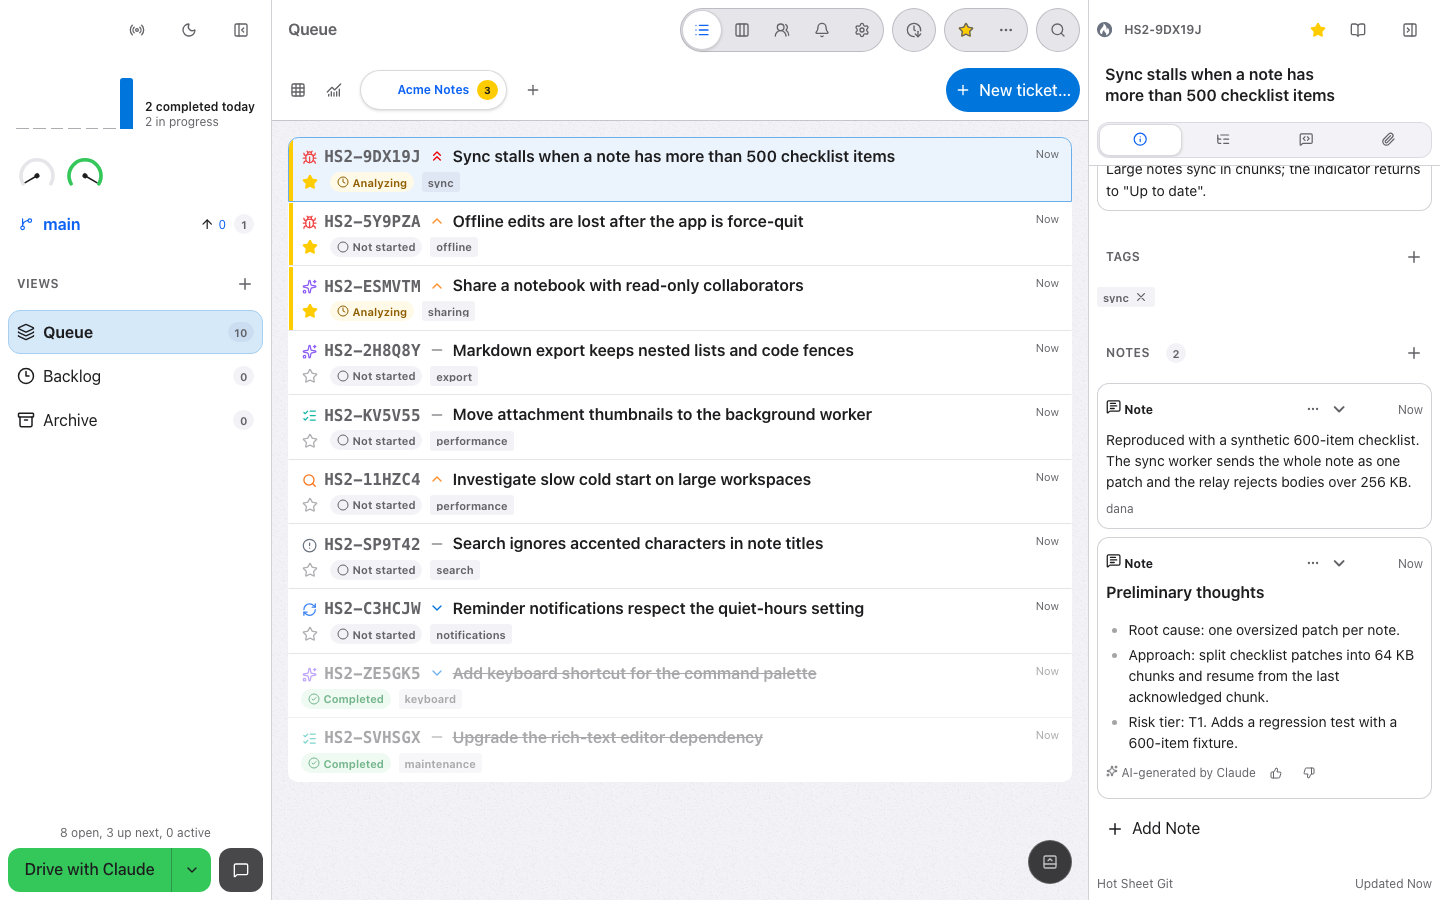 2 completed today
2 in progress
main
0
1
VIEWS
Queue
10
Backlog
0
Archive
0
8 open, 3 up next, 0 active
Drive with Claude
Queue
Acme Notes
3
New ticket...
HS2-9DX19J
Sync stalls when a note has more than 500 checklist items
Now
Analyzing
sync
HS2-5Y9PZA
Offline edits are lost after the app is force-quit
Now
Not started
offline
HS2-ESMVTM
Share a notebook with read-only collaborators
Now
Analyzing
sharing
HS2-2H8Q8Y
Markdown export keeps nested lists and code fences
Now
Not started
export
HS2-KV5V55
Move attachment thumbnails to the background worker
Now
Not started
performance
HS2-11HZC4
Investigate slow cold start on large workspaces
Now
Not started
performance
HS2-SP9T42
Search ignores accented characters in note titles
Now
Not started
search
HS2-C3HCJW
Reminder notifications respect the quiet-hours setting
Now
Not started
notifications
HS2-ZE5GK5
Add keyboard shortcut for the command palette
Now
Completed
keyboard
HS2-SVHSGX
Upgrade the rich-text editor dependency
Now
Completed
maintenance
HS2-9DX19J
Sync stalls when a note has
more than 500 checklist items
Large notes sync in chunks; the indicator returns
to "Up to date".
TAGS
sync
NOTES
2
Note
Now
Reproduced with a synthetic 600-item checklist.
The sync worker sends the whole note as one
patch and the relay rejects bodies over 256 KB.
dana
Note
Now
Preliminary thoughts
Root cause: one oversized patch per note.
Approach: split checklist patches into 64 KB
chunks and resume from the last
acknowledged chunk.
Risk tier: T1. Adds a regression test with a
600-item fixture.
AI-generated by Claude
Add Note
Hot Sheet Git
Updated Now